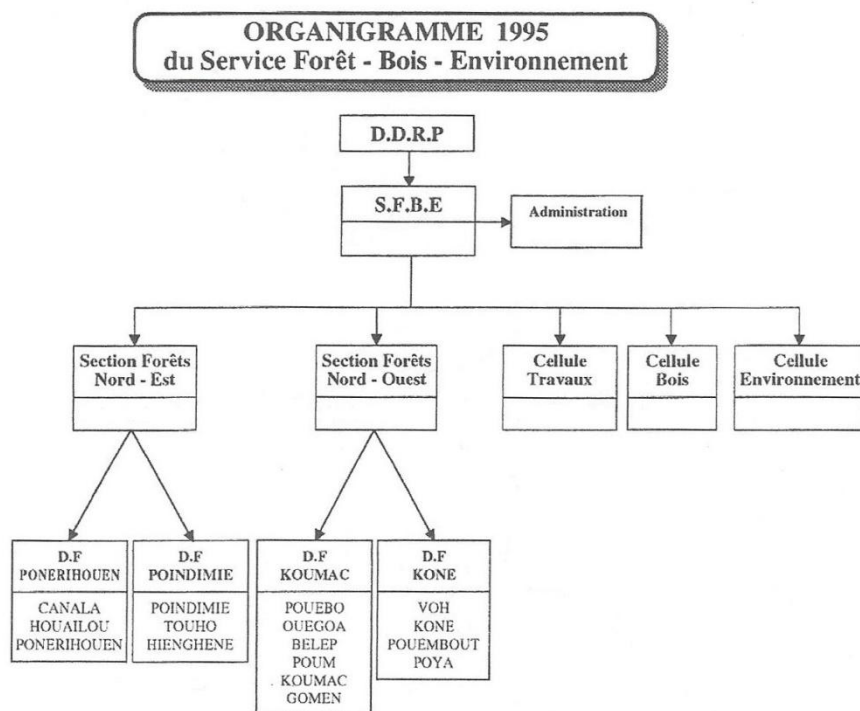 ORGANIGRAMME 1995
du Service Forêt - Bois - Environnement
D.D.R.P
S.F.B.E
Administration
Section Forêts
Nord - Est
Section Forêts
Nord - Ouest
Cellule
Travaux
Cellule
Bois
Cellule
Environnement
D.F
PONERIHOUEN
CANALA
HOUAILOU
PONERIHOUEN
D.F
POINDIMIE
POINDIMIE
TOUHO
HIENGHENE
D.F
KOUMAC
POUEBO
OUEGOA
BELEP
POUM
KOUMAC
GOMEN
D.F
KONE
VOH
KONE
POUEMBOUT
POYA